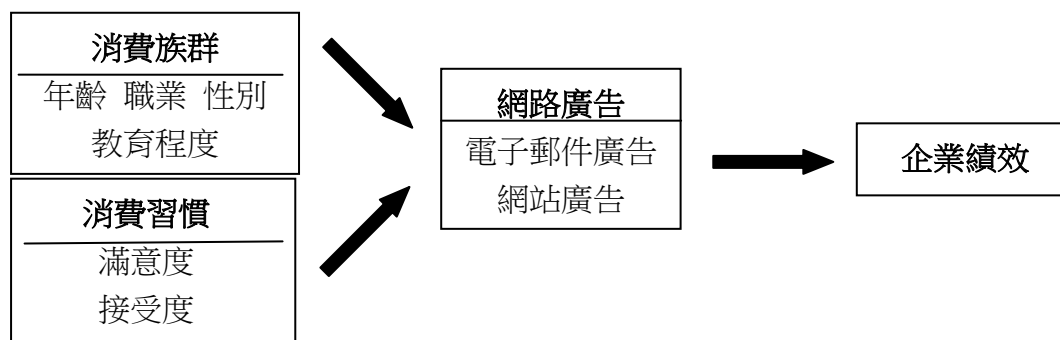 消費族群
年齡 職業 性別
教育程度
消費習慣
滿意度
接受度
網路廣告
電子郵件廣告
網站廣告
企業績效